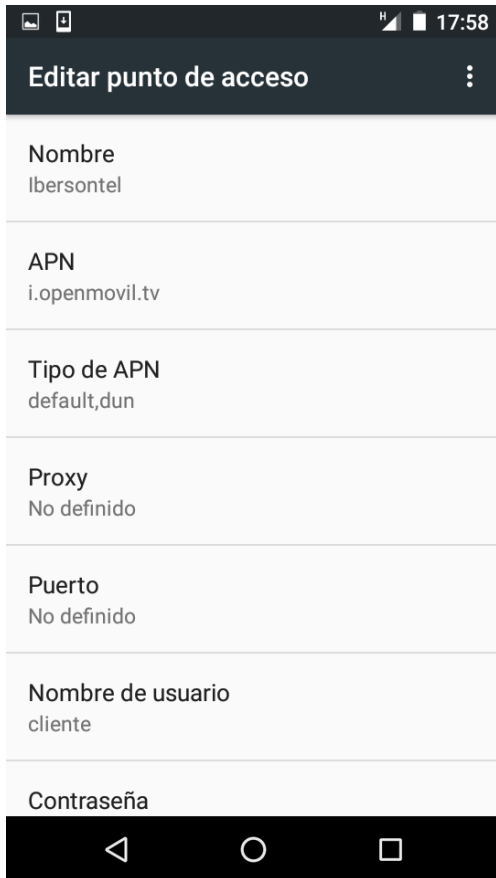 H 17:58
Editar punto de acceso
Nombre
Ibersontel
APN
i.openmovil.tv
Tipo de APN
default,dun
Proxy
No definido
Puerto
No definido
Nombre de usuario
cliente
Contraseña